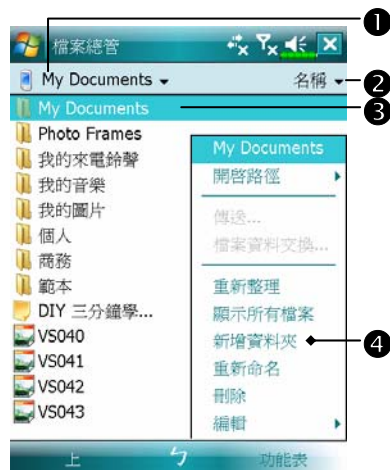 ❶
檔案總管
My Documents
名稱
❷
My Documents
❸
Photo Frames
我的來電鈴聲
我的音樂
我的圖片
個人
商務
範本
DIY 三分鐘學...
VS040
VS041
VS042
VS043
My Documents
開啟路徑
傳送...
檔案資料交換...
重新整理
顯示所有檔案
新增資料夾
❹
重新命名
刪除
編輯
上
ㄅ
功能表